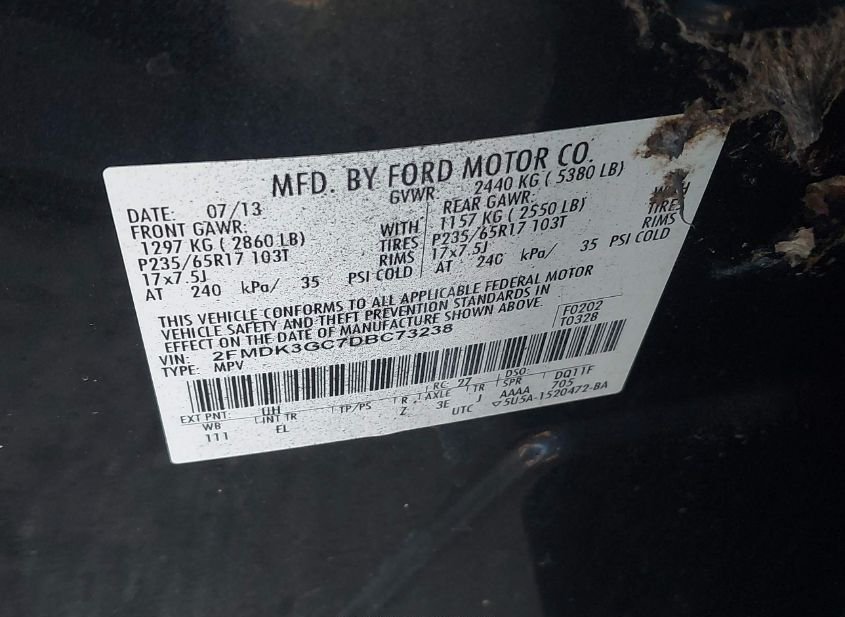 MFD. BY FORD MOTOR CO.
DATE: 07/13 GVWR: 2440 KG ( 5380 LB)
FRONT GAWR: REAR GAWR:
1297 KG ( 2860 LB) WITH 1157 KG ( 2550 LB) WITH
P235/65R17 103T TIRES P235/65R17 103T TIRES
17x7.5J RIMS 17x7.5J RIMS
AT 240 kPa/ 35 PSI COLD AT 240 kPa/ 35 PSI COLD
THIS VEHICLE CONFORMS TO ALL APPLICABLE FEDERAL MOTOR
VEHICLE SAFETY AND THEFT PREVENTION STANDARDS IN
EFFECT ON THE DATE OF MANUFACTURE SHOWN ABOVE. F0202
VIN: 2FMDK3GC7DBC73238 T0328
TYPE: MPV
EXT PNT: UH RC: 27 DSO: DQ11F
WB INT TR TP/PS R AXLE TR SPR
111 EL Z 3E J AAAA 705
UTC ▽5U5A-1520472-BA